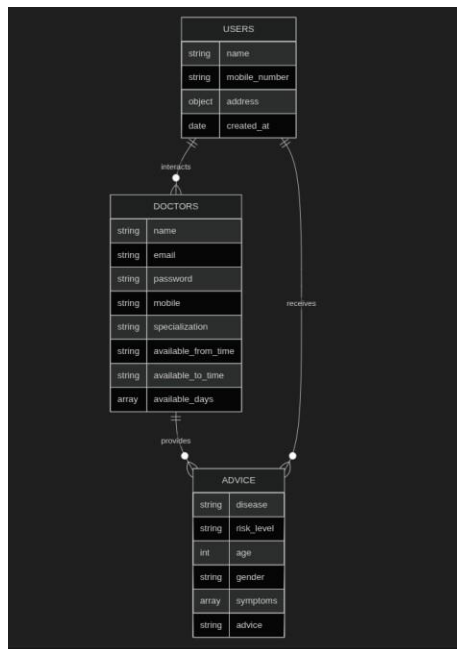 USERS
string name
string mobile_number
object address
date created_at
interacts
DOCTORS
string name
string email
string password
string mobile
string specialization
string available_from_time
string available_to_time
array available_days
receives
provides
ADVICE
string disease
string risk_level
int age
string gender
array symptoms
string advice